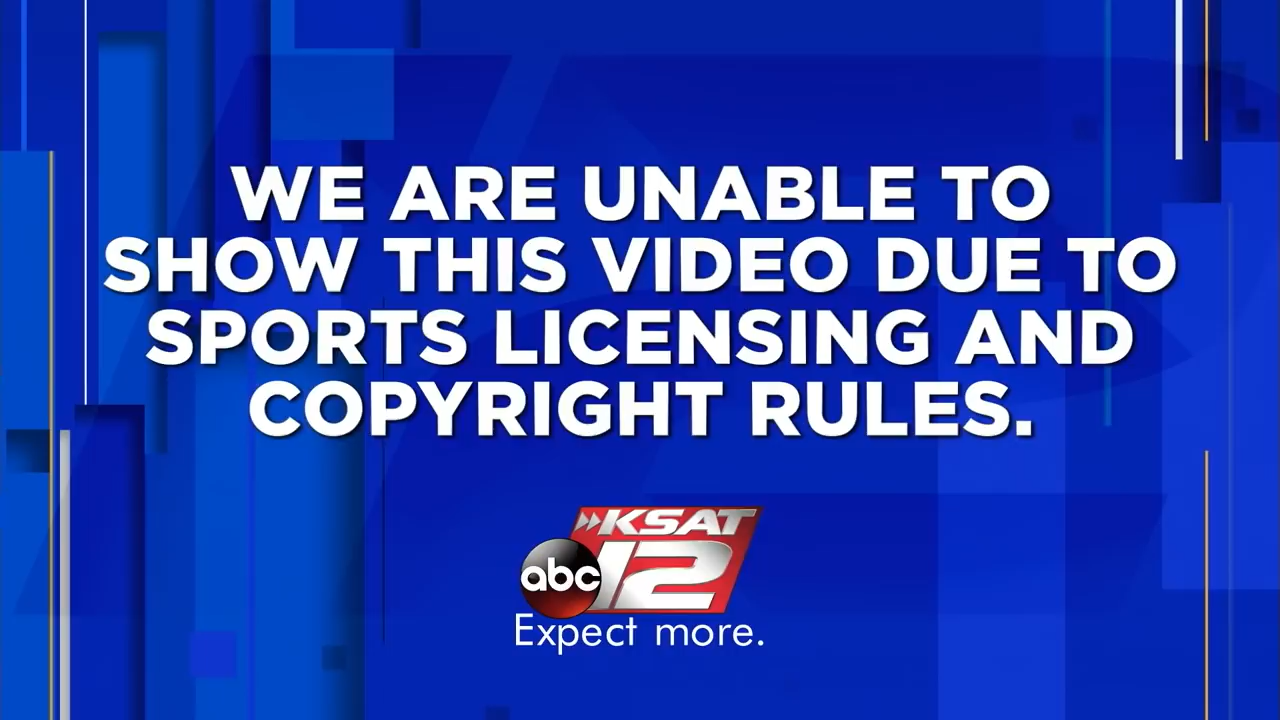 WE ARE UNABLE TO
SHOW THIS VIDEO DUE TO
SPORTS LICENSING AND
COPYRIGHT RULES.
KSAT
abc 12
Expect more.